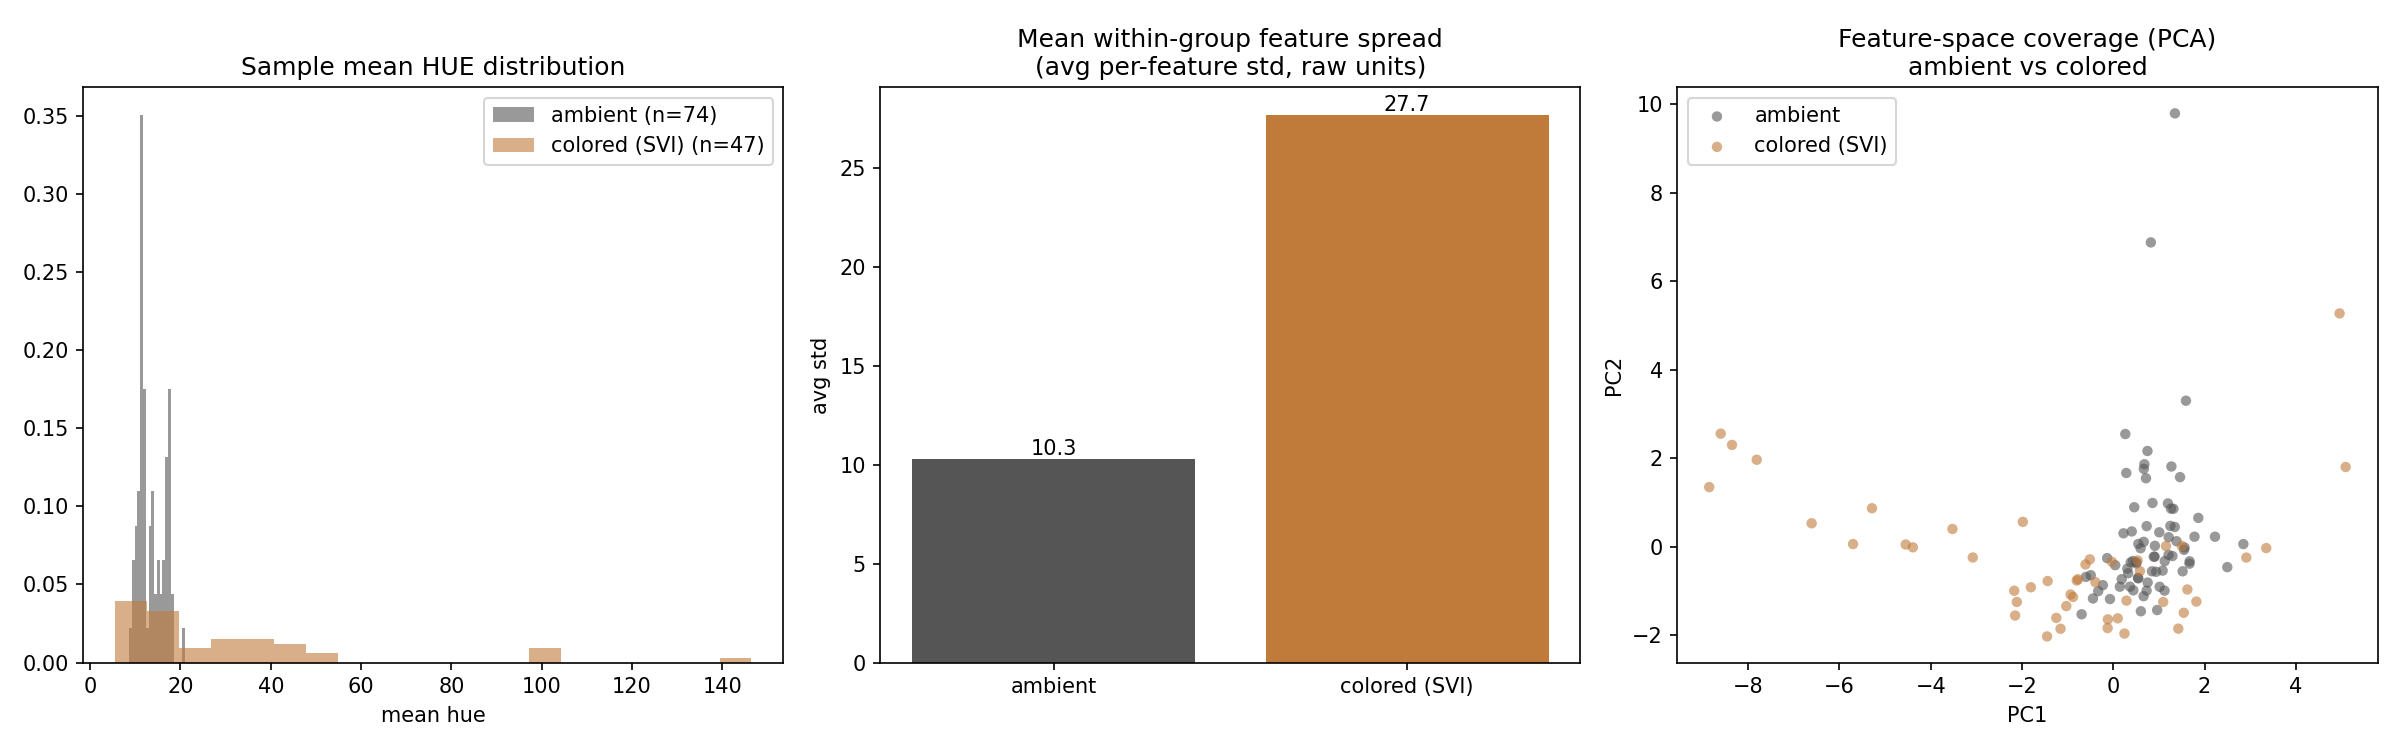 Sample mean HUE distribution
0.35
0.30
0.25
0.20
0.15
0.10
0.05
0.00
ambient (n=74)
colored (SVI) (n=47)
0 20 40 60 80 100 120 140
mean hue
Mean within-group feature spread
(avg per-feature std, raw units)
avg std
25
20
15
10
5
0
10.3
27.7
ambient colored (SVI)
Feature-space coverage (PCA)
ambient vs colored
PC2
10
8
6
4
2
0
−2
ambient
colored (SVI)
−8 −6 −4 −2 0 2 4
PC1